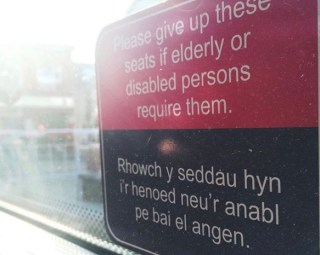 Please give up these
seats if elderly or
disabled persons
require them.
Rhowch y seddau hyn
i'r henoed neu'r anabl
pe bai el angen.